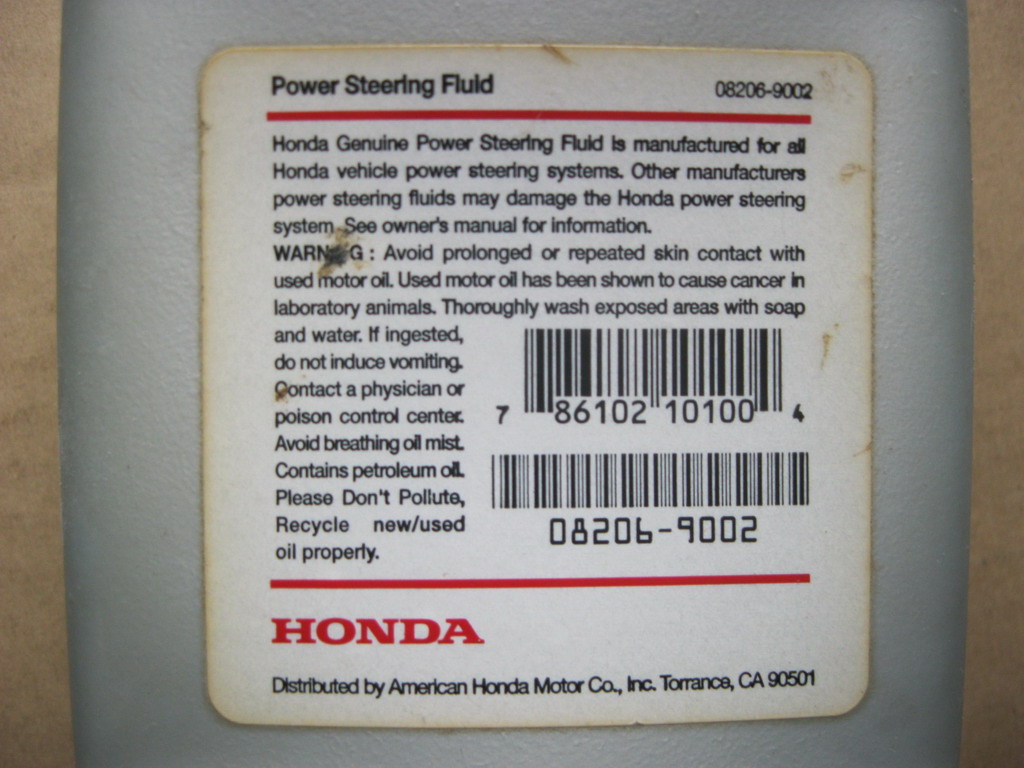 Power Steering Fluid 08206-9002
Honda Genuine Power Steering Fluid is manufactured for all
Honda vehicle power steering systems. Other manufacturers
power steering fluids may damage the Honda power steering
system. See owner's manual for information.
WARNING : Avoid prolonged or repeated skin contact with
used motor oil. Used motor oil has been shown to cause cancer in
laboratory animals. Thoroughly wash exposed areas with soap
and water. If ingested,
do not induce vomiting.
Contact a physician or
poison control center.
Avoid breathing oil mist.
Contains petroleum oil.
Please Don't Pollute,
Recycle new/used
oil properly.
7 86102 10100 4
08206-9002
HONDA
Distributed by American Honda Motor Co., Inc. Torrance, CA 90501